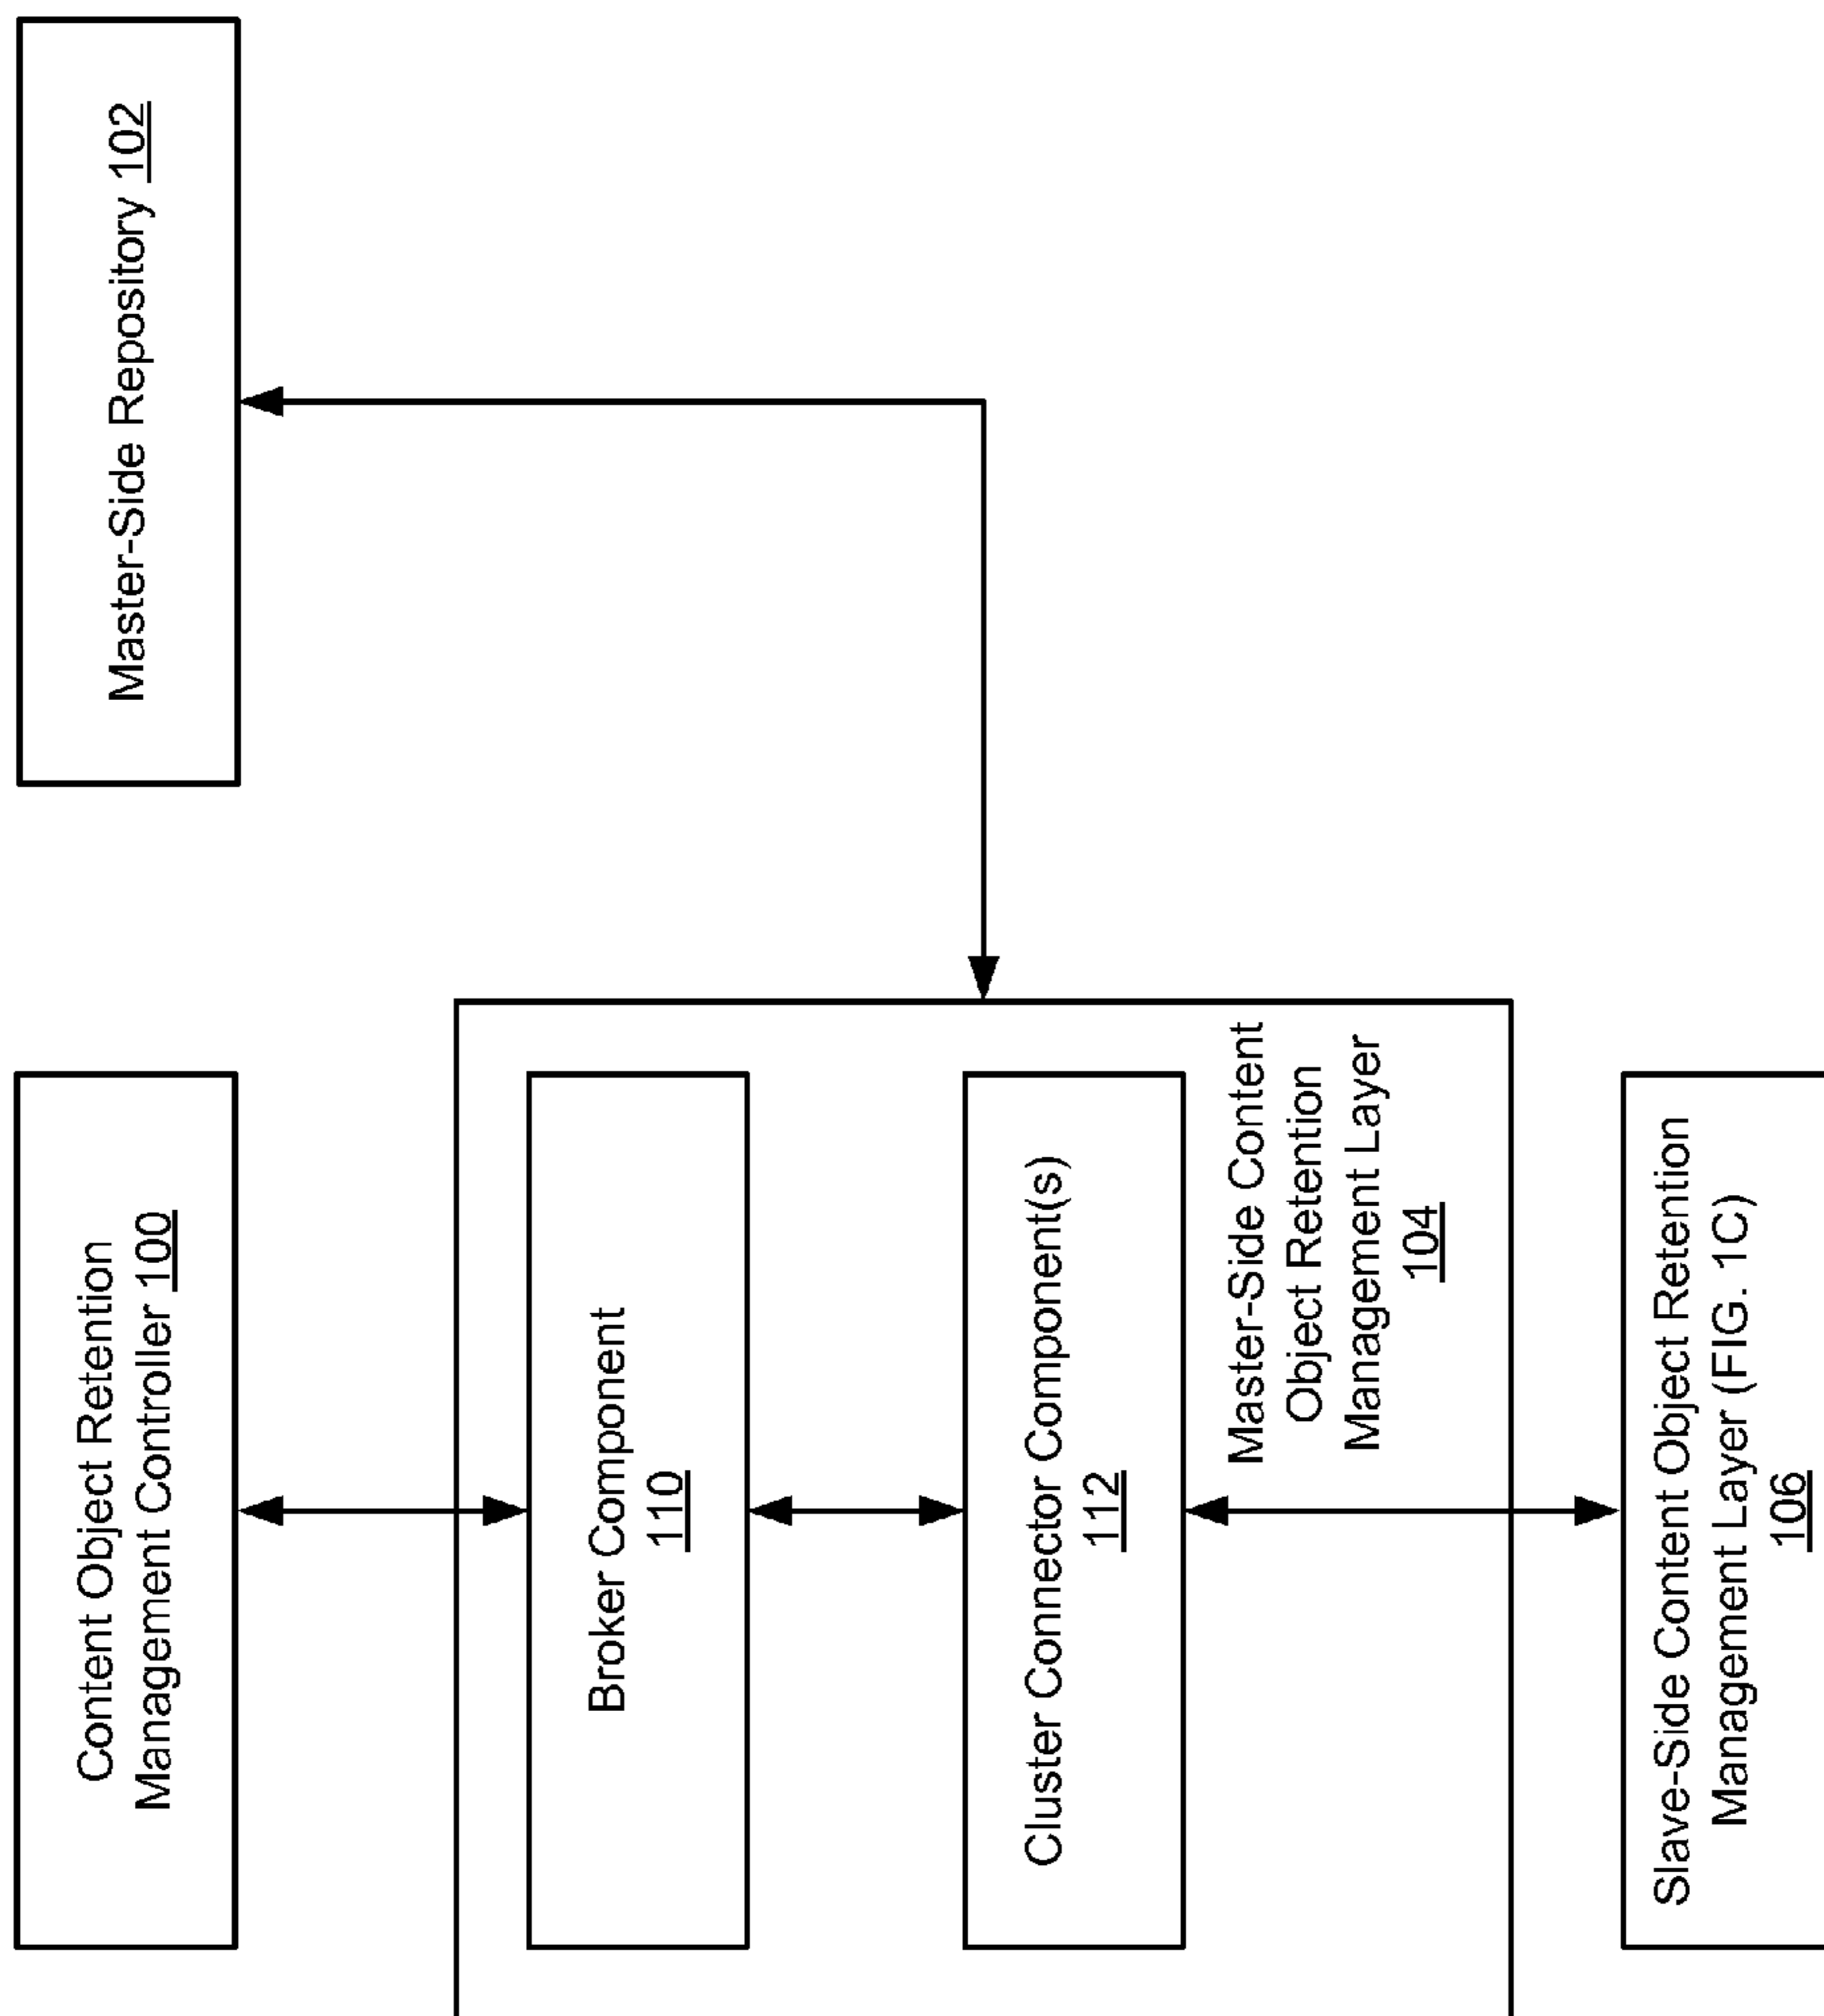 Content Object Retention
Management Controller 100
Master-Side Repository 102
Broker Component
110
Cluster Connector Component(s)
112
Master-Side Content
Object Retention
Management Layer
104
Slave-Side Content Object Retention
Management Layer (FIG. 1C)
106